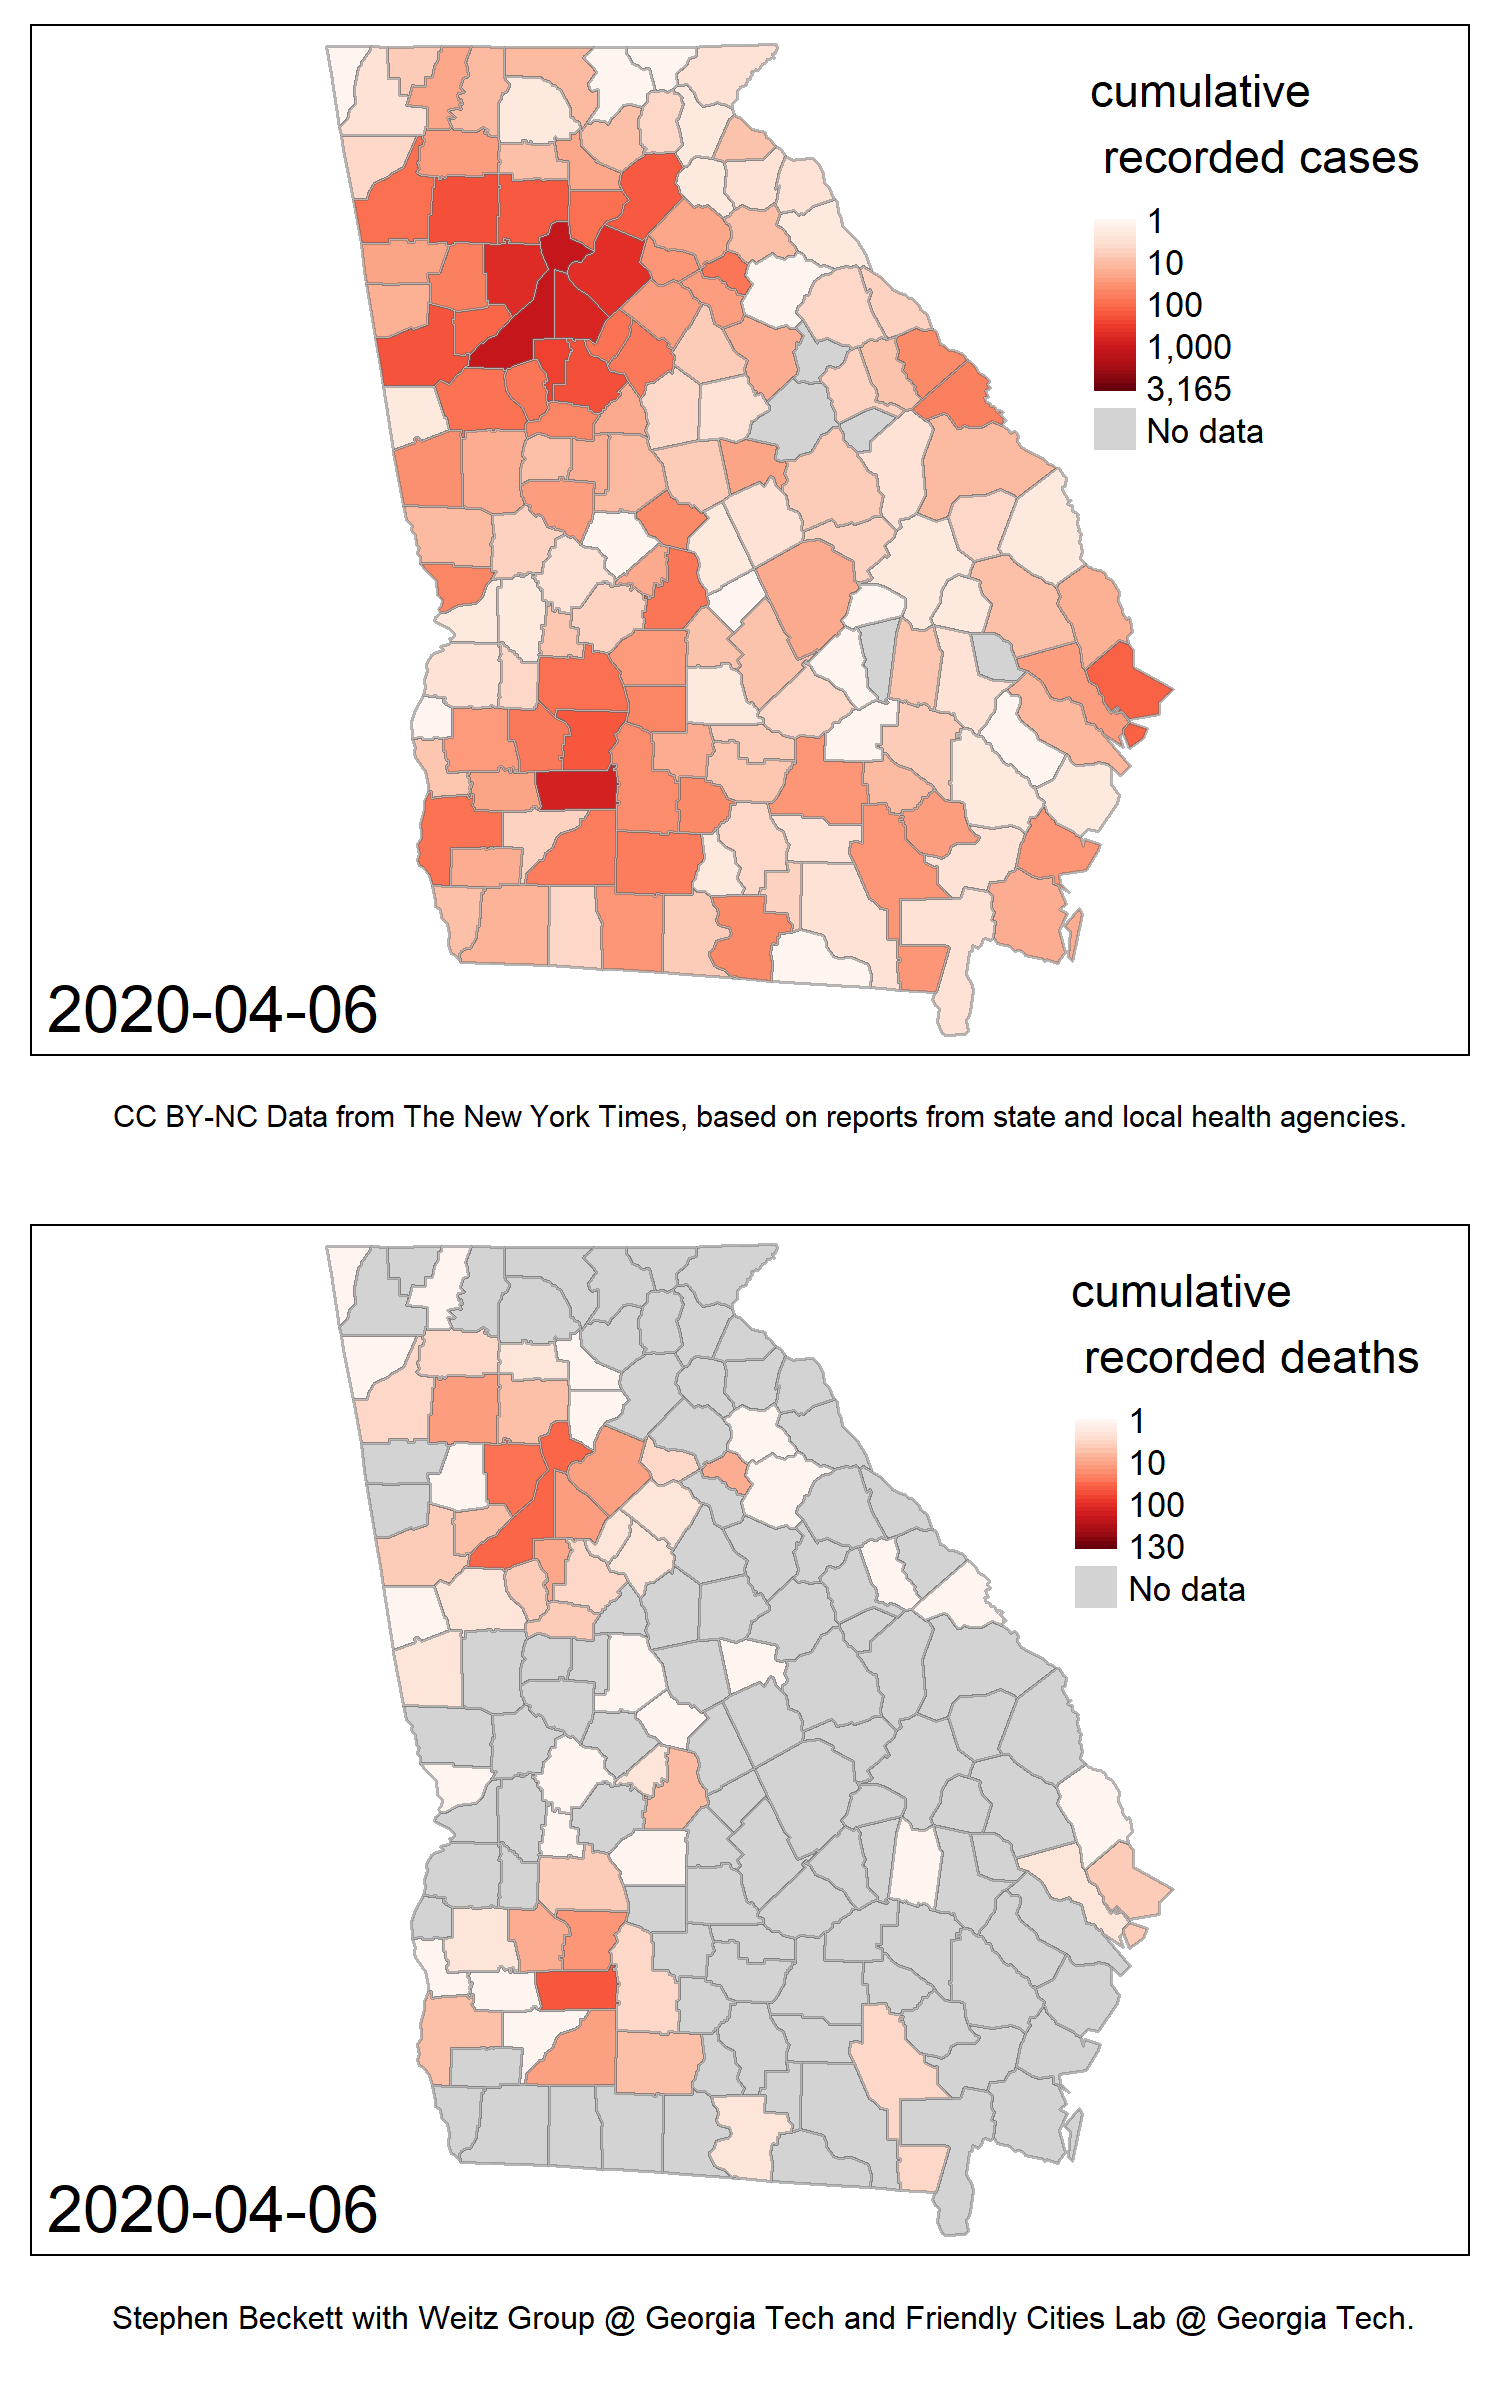 cumulative
recorded cases
1
10
100
1,000
3,165
No data
2020-04-06
CC BY-NC Data from The New York Times, based on reports from state and local health agencies.
cumulative
recorded deaths
1
10
100
130
No data
2020-04-06
Stephen Beckett with Weitz Group @ Georgia Tech and Friendly Cities Lab @ Georgia Tech.